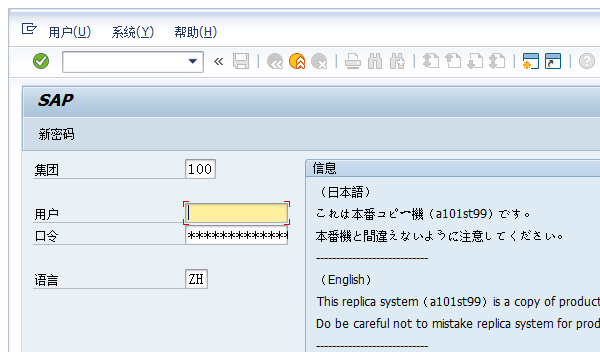 用户(U) 系统(Y) 帮助(H)
SAP
新密码
集团 100
用户
口令 *************
语言 ZH
信息
（日本語）
これは本番コピー機（a101st99）です。
本番機と間違えないように注意してください。
----------------------------
（English）
This replica system（a101st99）is a copy of product
Do be careful not to mistake replica system for prod
----------------------------